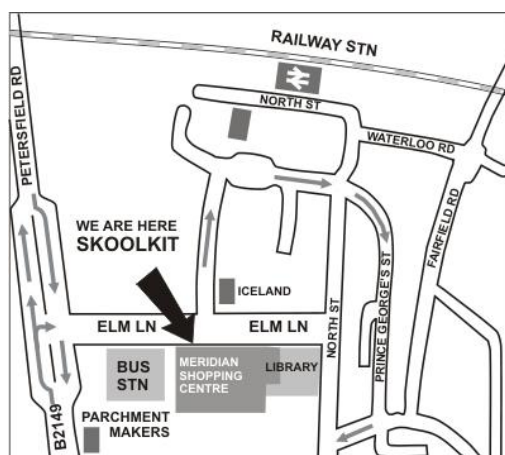 RAILWAY STN
NORTH ST
PETERSFIELD RD
WATERLOO RD
FAIRFIELD RD
WE ARE HERE
SKOOLKIT
ICELAND
NORTH ST
PRINCE GEORGE'S ST
ELM LN
ELM LN
BUS
STN
MERIDIAN
SHOPPING
CENTRE
LIBRARY
PARCHMENT
MAKERS
B2149